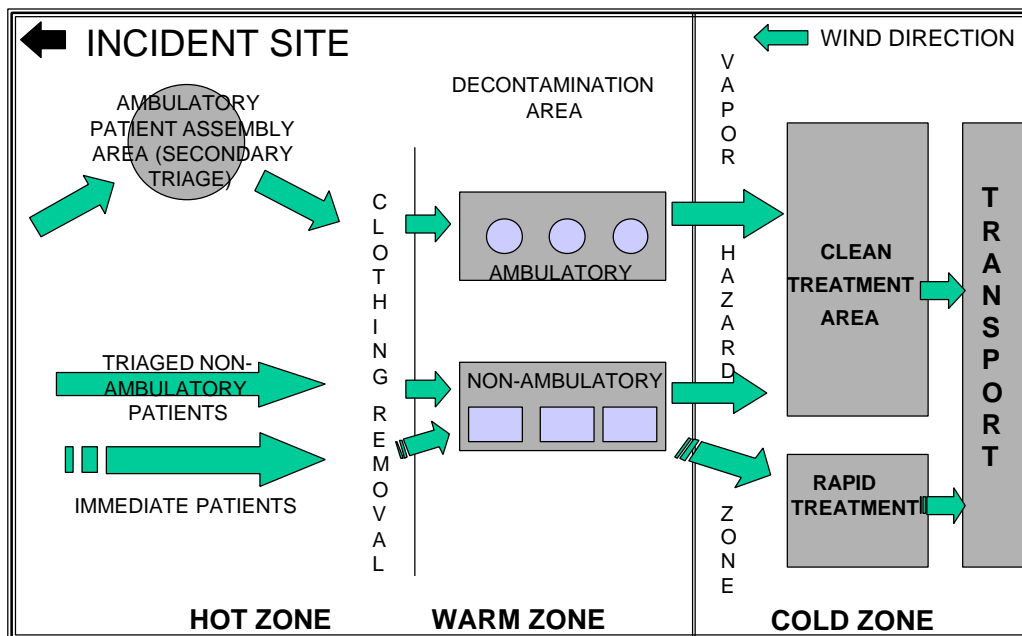 INCIDENT SITE
WIND DIRECTION
AMBULATORY
PATIENT ASSEMBLY
AREA (SECONDARY
TRIAGE)
DECONTAMINATION
AREA
CLOTHING REMOVAL
AMBULATORY
VAPOR HAZARD ZONE
CLEAN
TREATMENT
AREA
TRANSPORT
TRIAGED NON-
AMBULATORY
PATIENTS
NON-AMBULATORY
IMMEDIATE PATIENTS
RAPID
TREATMENT
HOT ZONE
WARM ZONE
COLD ZONE